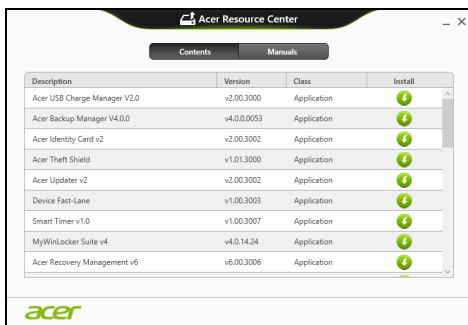 Acer Resource Center
Contents Manuals
Description Version Class Install
Acer USB Charge Manager V2.0 v2.00.3000 Application
Acer Backup Manager V4.0.0 v4.0.0.0053 Application
Acer Identity Card v2 v2.00.3002 Application
Acer Theft Shield v1.01.3000 Application
Acer Updater v2 v2.00.3002 Application
Device Fast-Lane v1.00.3003 Application
Smart Timer v1.0 v1.00.3007 Application
MyWinLocker Suite v4 v4.0.14.24 Application
Acer Recovery Management v6 v6.00.3006 Application
acer